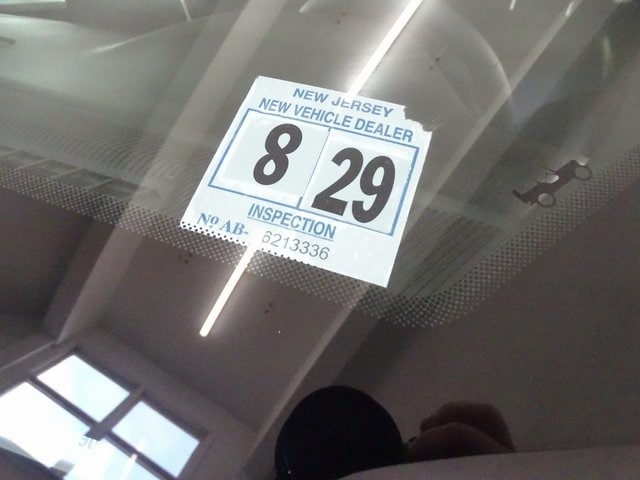 NEW JERSEY
NEW VEHICLE DEALER
8 29
INSPECTION
Nº AB- 6213336